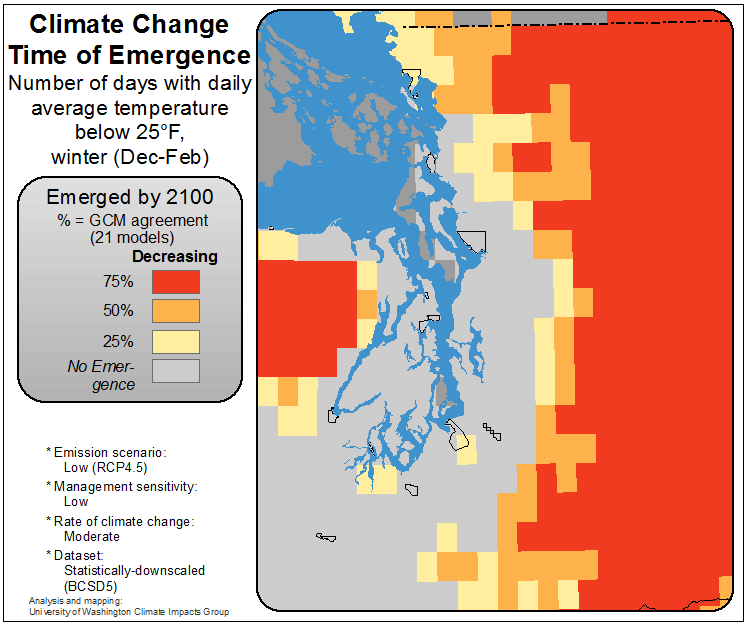 Climate Change
Time of Emergence
Number of days with daily
average temperature
below 25°F,
winter (Dec-Feb)
Emerged by 2100
% = GCM agreement
(21 models)
Decreasing
75%
50%
25%
No Emer-
gence
* Emission scenario:
Low (RCP4.5)
* Management sensitivity:
Low
* Rate of climate change:
Moderate
* Dataset:
Statistically-downscaled
(BCSD5)
Analysis and mapping:
University of Washington Climate Impacts Group